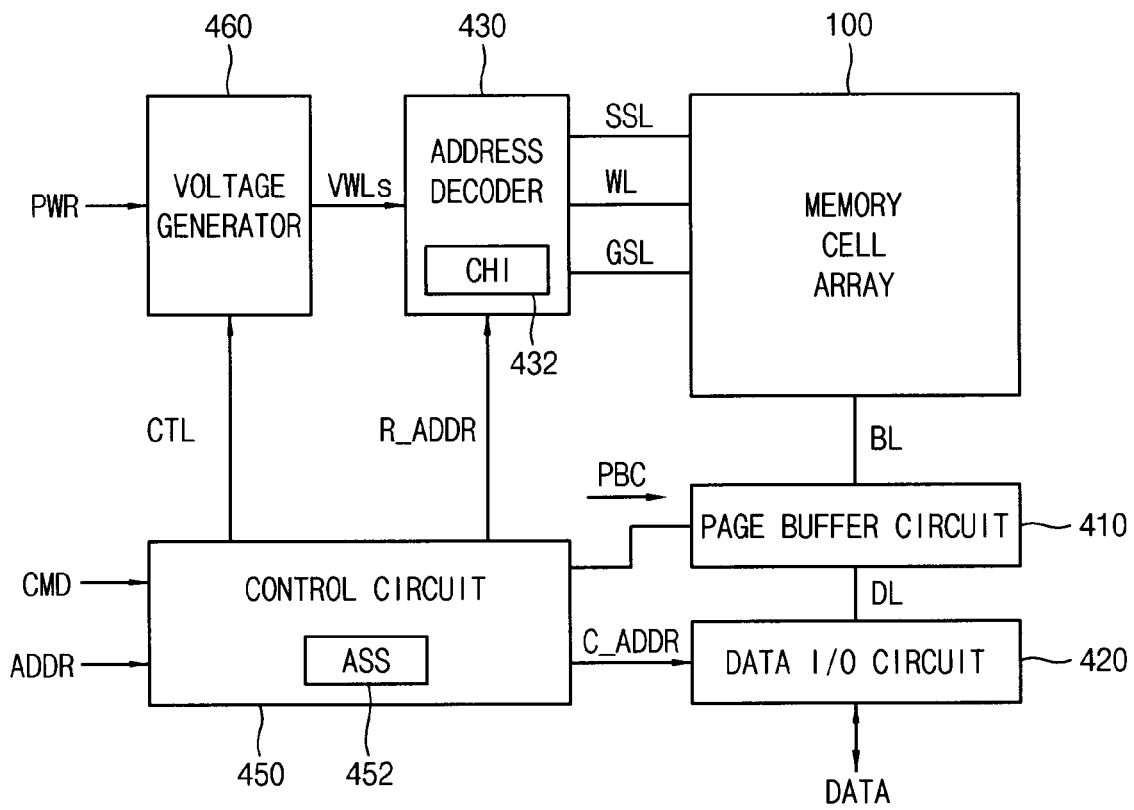 460
430
100
SSL
ADDRESS
DECODER
VOLTAGE
GENERATOR
VWLs
WL
MEMORY
CELL
ARRAY
PWR
GSL
CHI
432
CTL
R_ADDR
BL
PBC
PAGE BUFFER CIRCUIT
410
CMD
CONTROL CIRCUIT
DL
C_ADDR
ADDR
ASS
DATA I/O CIRCUIT
420
450
452
DATA